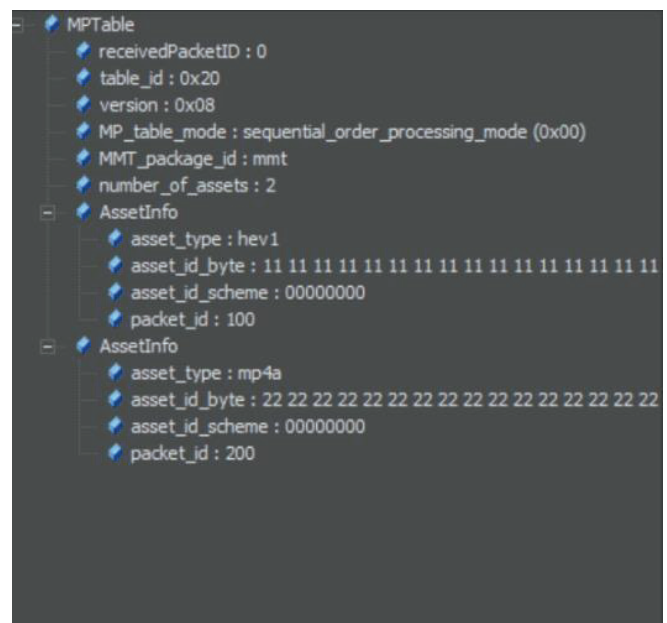 MPTable
receivedPacketID : 0
table_id : 0x20
version : 0x08
MP_table_mode : sequential_order_processing_mode (0x00)
MMT_package_id : mmt
number_of_assets : 2
AssetInfo
asset_type : hev1
asset_id_byte : 11 11 11 11 11 11 11 11 11 11 11 11 11 11 11 11
asset_id_scheme : 00000000
packet_id : 100
AssetInfo
asset_type : mp4a
asset_id_byte : 22 22 22 22 22 22 22 22 22 22 22 22 22 22 22 22
asset_id_scheme : 00000000
packet_id : 200